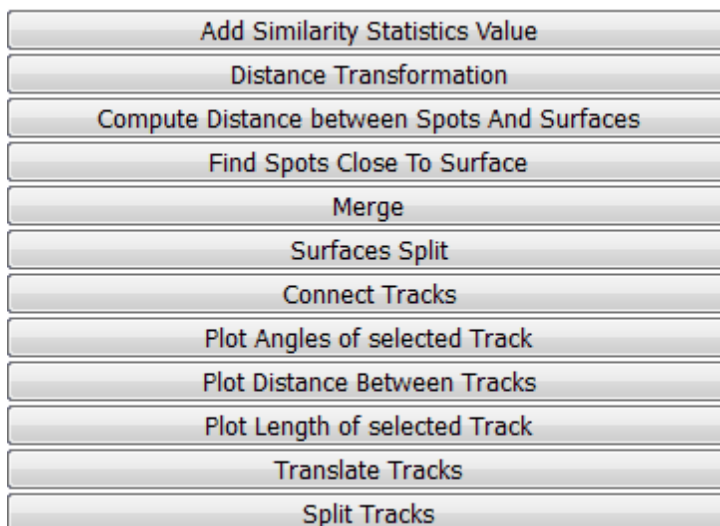 Add Similarity Statistics Value
Distance Transformation
Compute Distance between Spots And Surfaces
Find Spots Close To Surface
Merge
Surfaces Split
Connect Tracks
Plot Angles of selected Track
Plot Distance Between Tracks
Plot Length of selected Track
Translate Tracks
Split Tracks